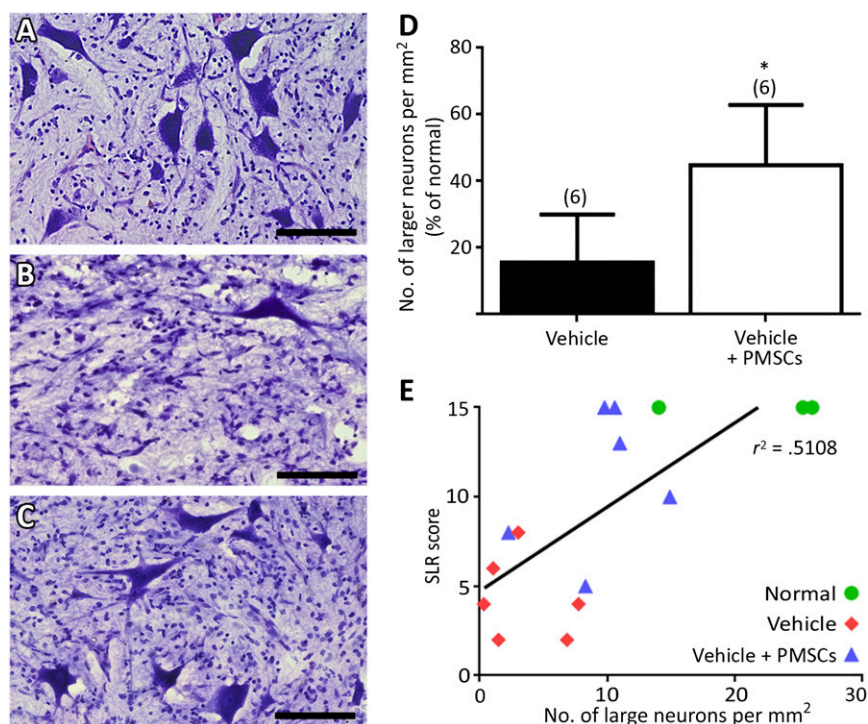 A
B
C
D
No. of larger neurons per mm²
(% of normal)
80
60
40
20
(6)
*
(6)
Vehicle
Vehicle
+ PMSCs
E
SLR score
15
10
5
0
r² = .5108
Normal
Vehicle
Vehicle + PMSCs
0
10
20
30
No. of large neurons per mm²